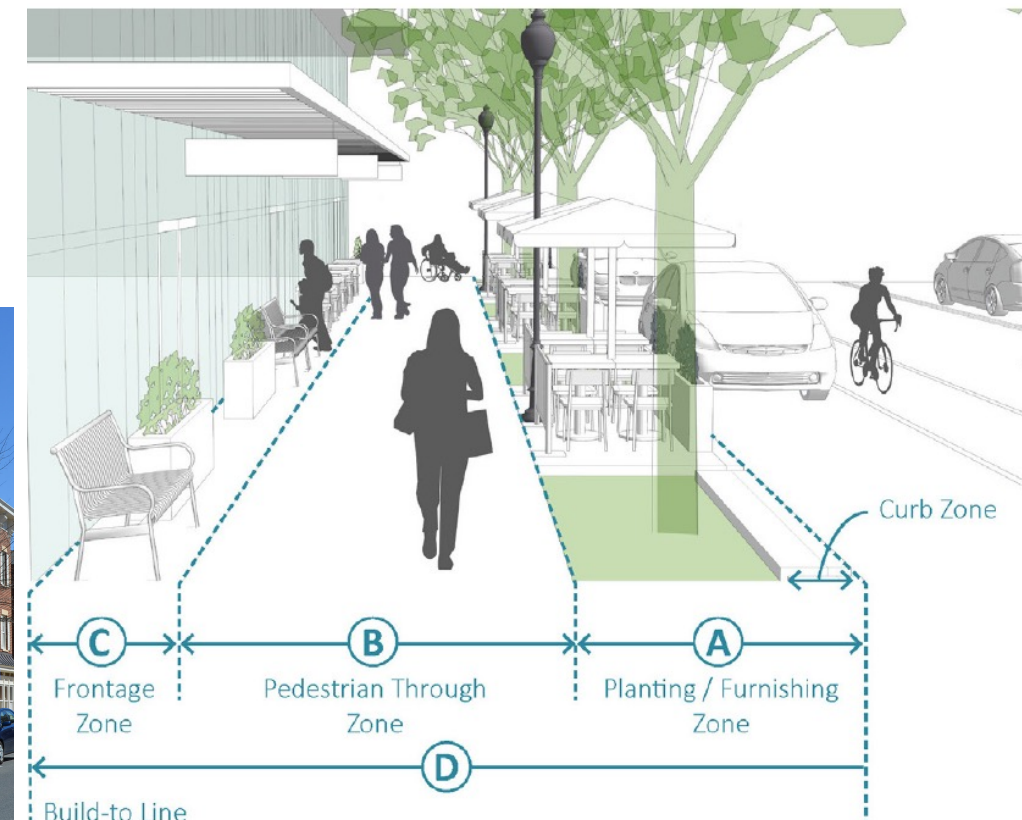 Curb Zone
C
B
A
Frontage
Zone
Pedestrian Through
Zone
Planting / Furnishing
Zone
D
Build-to Line